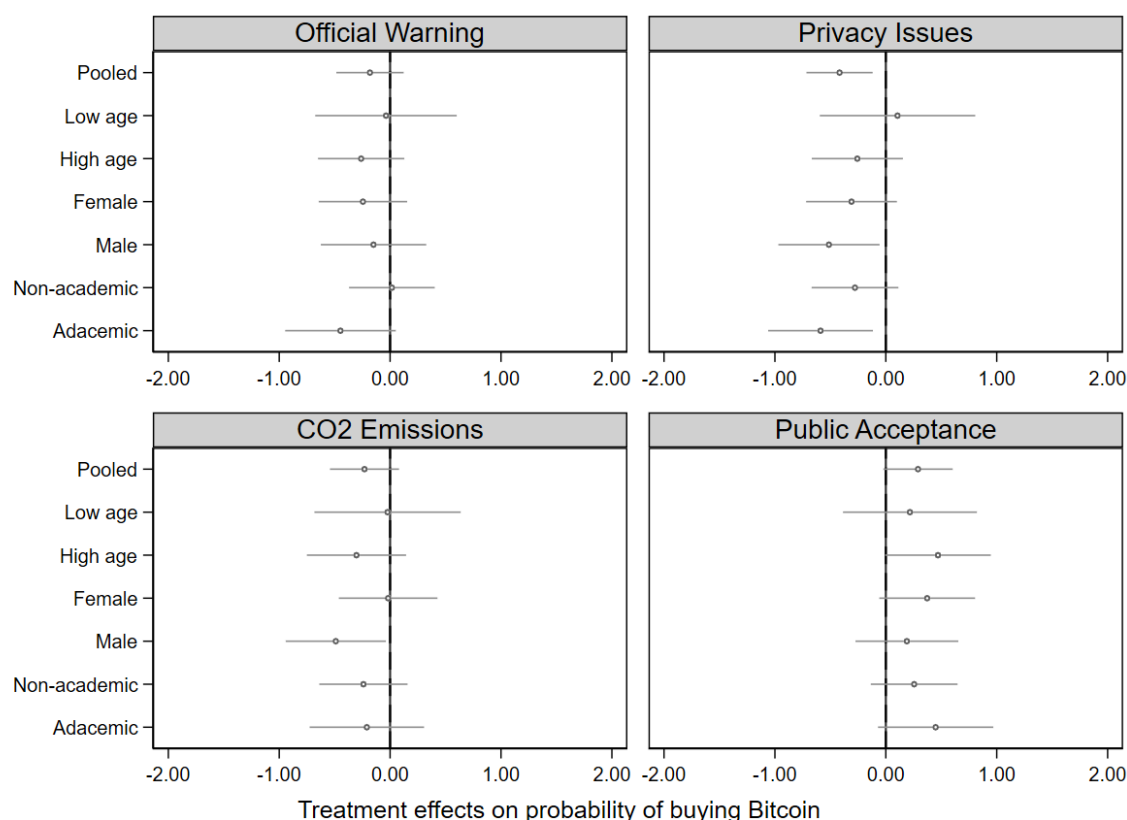 Official Warning
Privacy Issues
Pooled
Low age
High age
Female
Male
Non-academic
Adacemic
-2.00 -1.00 0.00 1.00 2.00
-2.00 -1.00 0.00 1.00 2.00
CO2 Emissions
Public Acceptance
Pooled
Low age
High age
Female
Male
Non-academic
Adacemic
-2.00 -1.00 0.00 1.00 2.00
-2.00 -1.00 0.00 1.00 2.00
Treatment effects on probability of buying Bitcoin